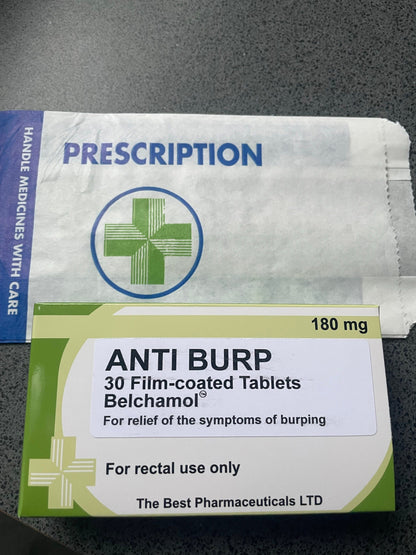 HANDLE MEDICINES WITH CARE
PRESCRIPTION
180 mg
ANTI BURP
30 Film-coated Tablets
Belchamol
For relief of the symptoms of burping
For rectal use only
The Best Pharmaceuticals LTD